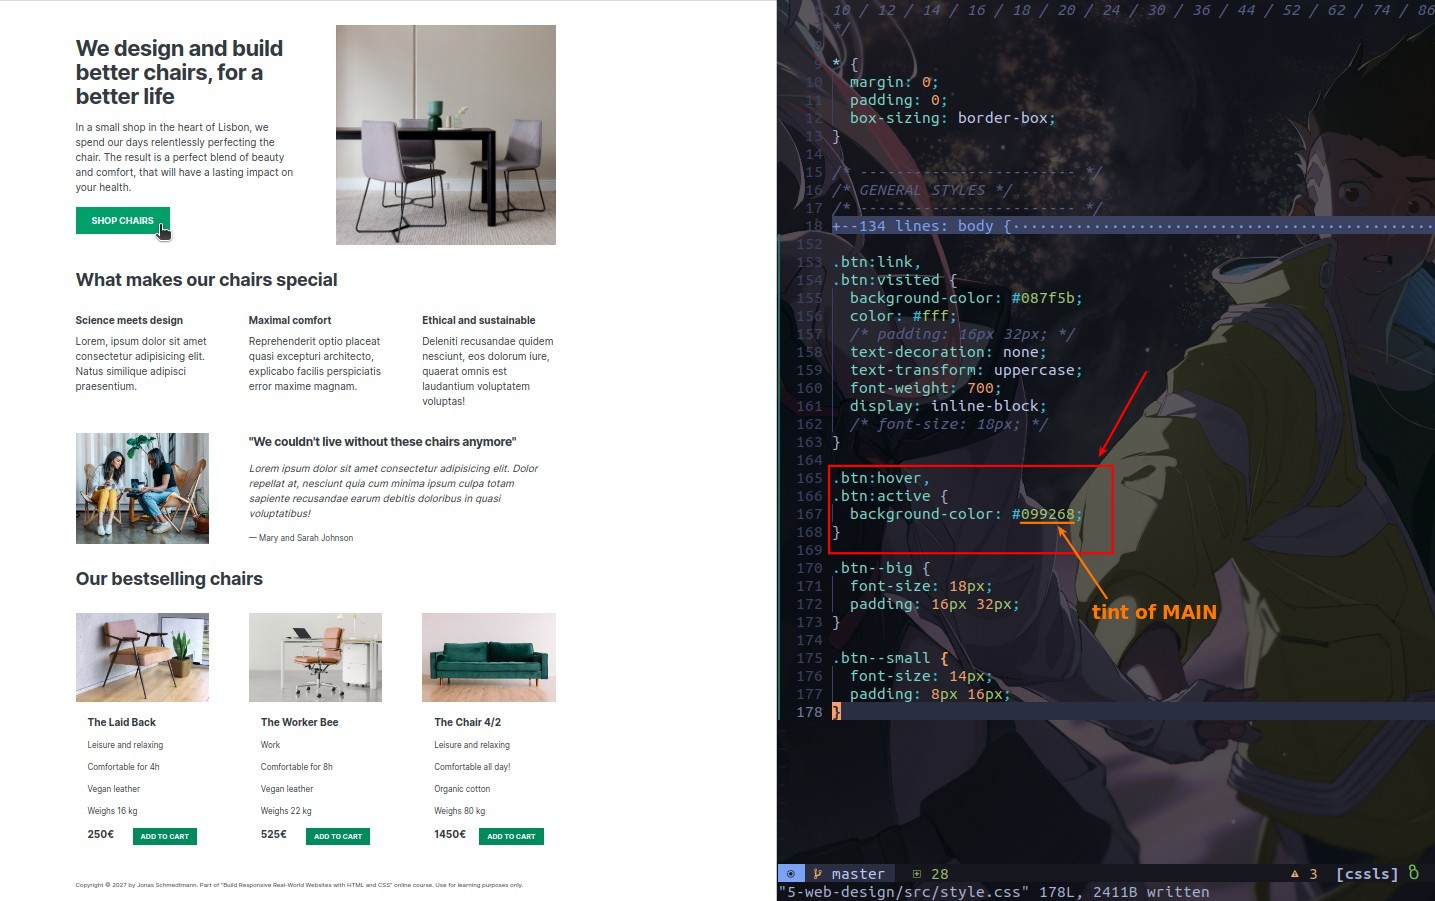 We design and build
better chairs, for a
better life
In a small shop in the heart of Lisbon, we
spend our days relentlessly perfecting the
chair. The result is a perfect blend of beauty
and comfort, that will have a lasting impact on
your health.
SHOP CHAIRS
What makes our chairs special
Science meets design
Lorem, ipsum dolor sit amet
consectetur adipisicing elit.
Natus similique adipisci
praesentium.
Maximal comfort
Reprehenderit optio placeat
quasi excepturi architecto,
explicabo facilis perspiciatis
error maxime magnam.
Ethical and sustainable
Deleniti recusandae quidem
nesciunt, eos dolorum iure,
quaerat omnis est
laudantium voluptatem
voluptas!
"We couldn't live without these chairs anymore"
Lorem ipsum dolor sit amet consectetur adipisicing elit. Dolor
repellat at, nesciunt quia cum minima ipsum culpa totam
sapiente recusandae earum debitis doloribus in quasi
voluptatibus!
— Mary and Sarah Johnson
Our bestselling chairs
The Laid Back
Leisure and relaxing
Comfortable for 4h
Vegan leather
Weighs 16 kg
250€ ADD TO CART
The Worker Bee
Work
Comfortable for 8h
Vegan leather
Weighs 22 kg
525€ ADD TO CART
The Chair 4/2
Leisure and relaxing
Comfortable all day!
Organic cotton
Weighs 80 kg
1450€ ADD TO CART
Copyright © 2027 by Jonas Schmedtmann. Part of "Build Responsive Real-World Websites with HTML and CSS" online course. Use for learning purposes only.
10 / 12 / 14 / 16 / 18 / 20 / 24 / 30 / 36 / 44 / 52 / 62 / 74 / 86
7 */
8
9 * {
10 margin: 0;
11 padding: 0;
12 box-sizing: border-box;
13 }
14
15 /* ------------------------ */
16 /* GENERAL STYLES */
17 /* ------------------------ */
18 +--134 lines: body {··············································
152
153 .btn:link,
154 .btn:visited {
155 background-color: #087f5b;
156 color: #fff;
157 /* padding: 16px 32px; */
158 text-decoration: none;
159 text-transform: uppercase;
160 font-weight: 700;
161 display: inline-block;
162 /* font-size: 18px; */
163 }
164
165 .btn:hover,
166 .btn:active {
167 background-color: #099268;
168 }
169
tint of MAIN
170 .btn--big {
171 font-size: 18px;
172 padding: 16px 32px;
173 }
174
175 .btn--small {
176 font-size: 14px;
177 padding: 8px 16px;
178 }
master 28 3 [cssls]
"5-web-design/src/style.css" 178L, 2411B written